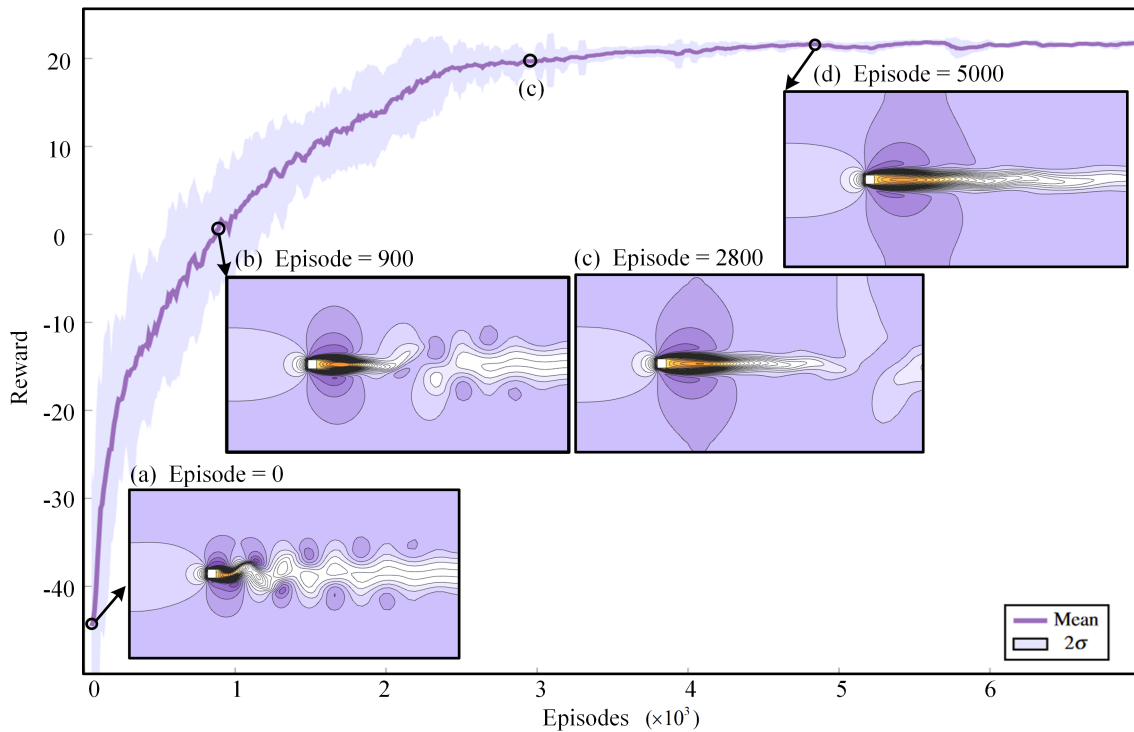 20
(d) Episode = 5000
(c)
10
0
(b) Episode = 900
(c) Episode = 2800
-10
Reward
-20
(a) Episode = 0
-30
-40
Mean
2σ
0 1 2 3 4 5 6
Episodes (×10³)